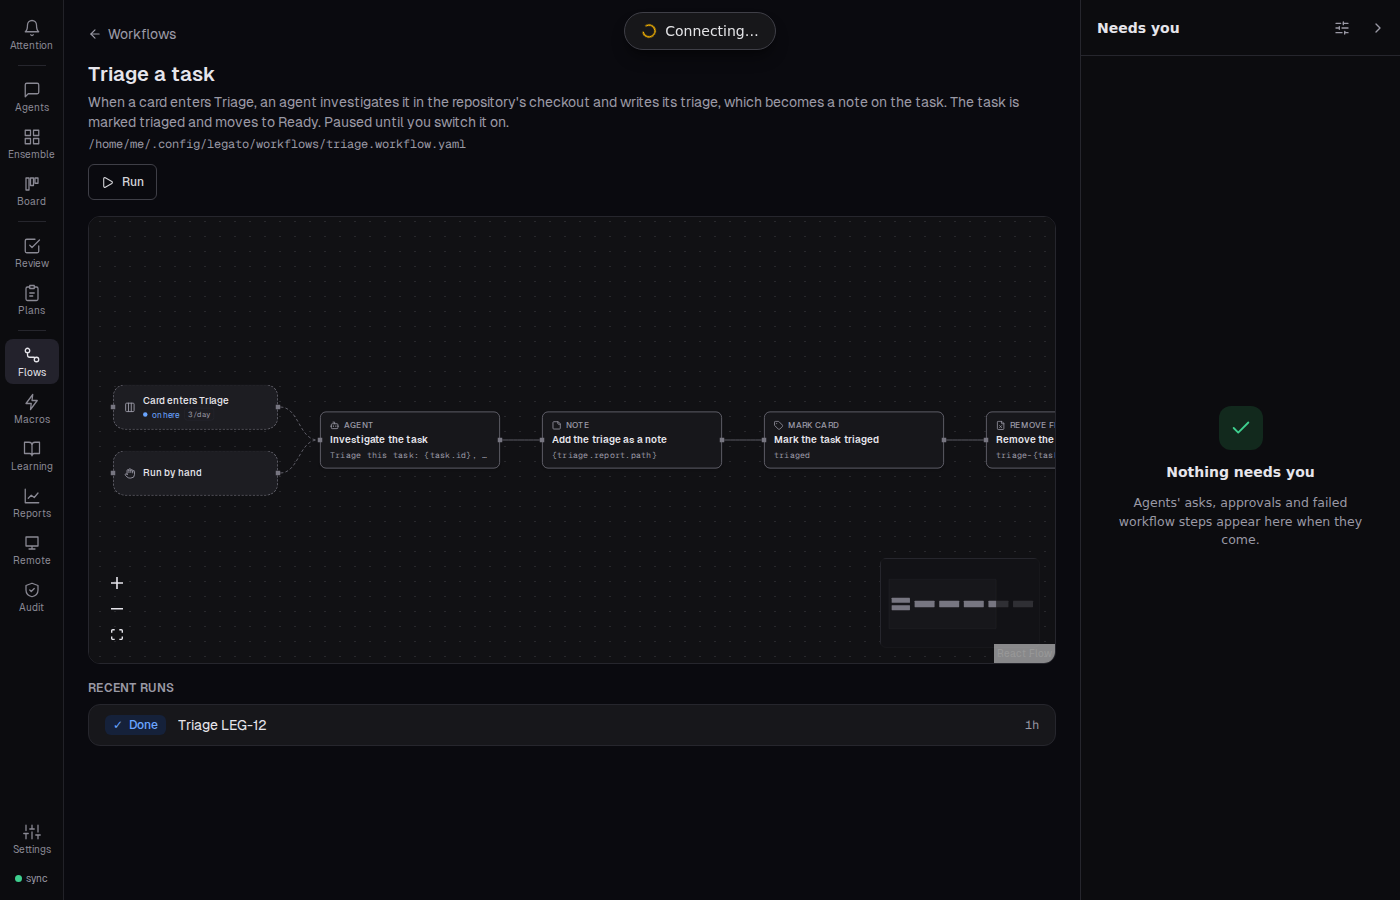 Attention
Agents
Ensemble
Board
Review
Plans
Flows
Macros
Learning
Reports
Remote
Audit
Settings
sync
Workflows
Connecting...
Triage a task
When a card enters Triage, an agent investigates it in the repository's checkout and writes its triage, which becomes a note on the task. The task is
marked triaged and moves to Ready. Paused until you switch it on.
/home/me/.config/legato/workflows/triage.workflow.yaml
Run
Card enters Triage
on here 3/day
Run by hand
AGENT
Investigate the task
Triage this task: {task.id}, …
NOTE
Add the triage as a note
{triage.report.path}
MARK CARD
Mark the task triaged
triaged
REMOVE F
Remove the
triage-{tas
React Flow
RECENT RUNS
✓ Done Triage LEG-12 1h
Needs you
Nothing needs you
Agents' asks, approvals and failed
workflow steps appear here when they
come.